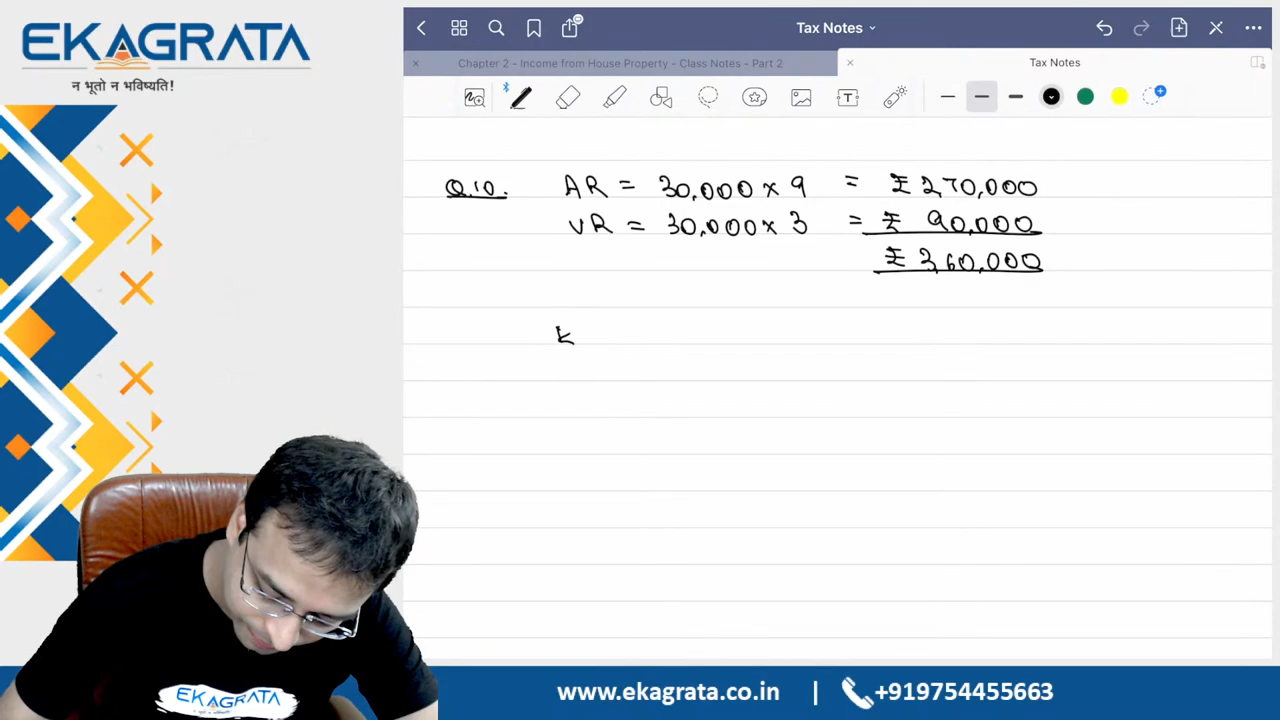 EKAGRATA
न भूतो न भविष्यति!
Tax Notes
Chapter 2 - Income from House Property - Class Notes - Part 2
Tax Notes
Q.10. AR = 30,000 × 9 = ₹ 270,000
VR = 30,000 × 3 = ₹ 90,000
₹ 360,000
EKAGRATA
www.ekagrata.co.in | +919754455663